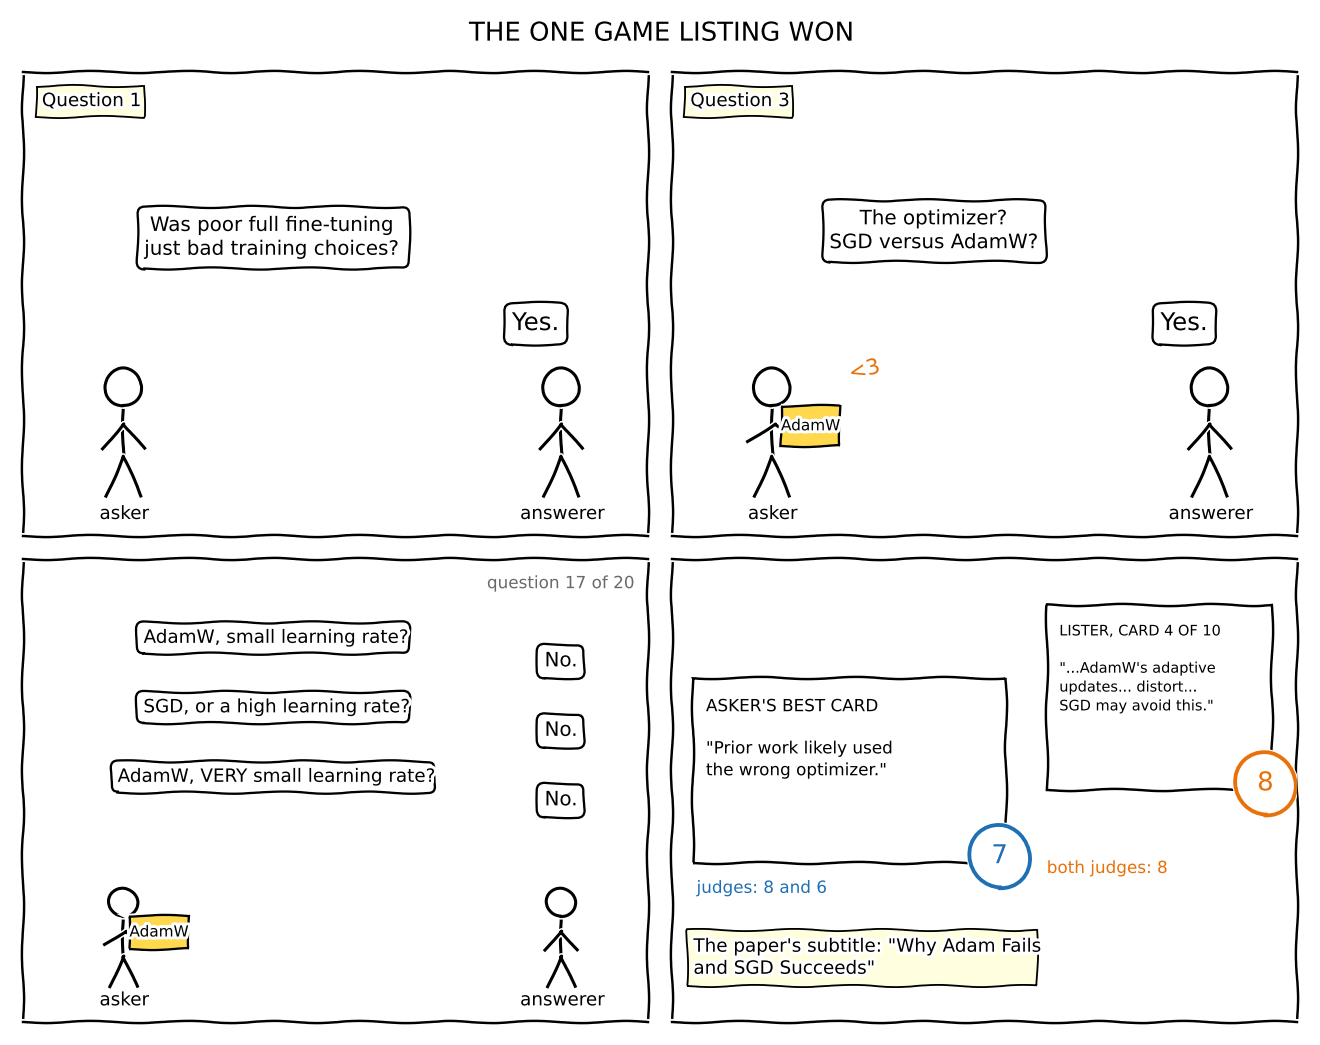 THE ONE GAME LISTING WON
Question 1
Was poor full fine-tuning
just bad training choices?
Yes.
asker
answerer
Question 3
The optimizer?
SGD versus AdamW?
Yes.
<3
AdamW
asker
answerer
question 17 of 20
AdamW, small learning rate?
No.
SGD, or a high learning rate?
No.
AdamW, VERY small learning rate?
No.
AdamW
asker
answerer
LISTER, CARD 4 OF 10
"...AdamW's adaptive
updates... distort...
SGD may avoid this."
8
both judges: 8
ASKER'S BEST CARD
"Prior work likely used
the wrong optimizer."
7
judges: 8 and 6
The paper's subtitle: "Why Adam Fails
and SGD Succeeds"